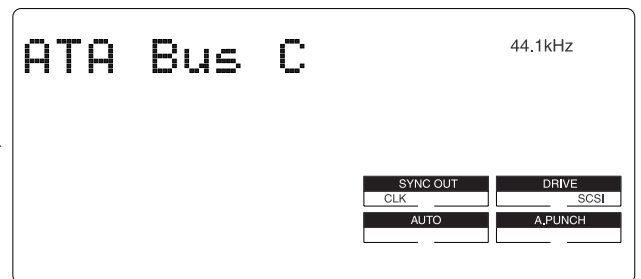 ATA Bus C
44.1kHz
SYNC OUT DRIVE
CLK SCSI
AUTO A.PUNCH